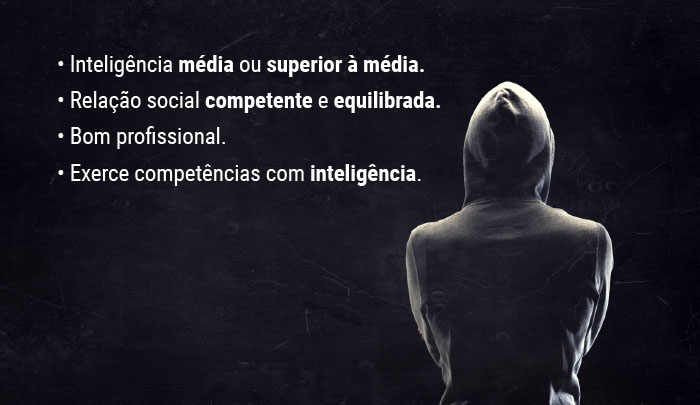 • Inteligência média ou superior à média.
• Relação social competente e equilibrada.
• Bom profissional.
• Exerce competências com inteligência.